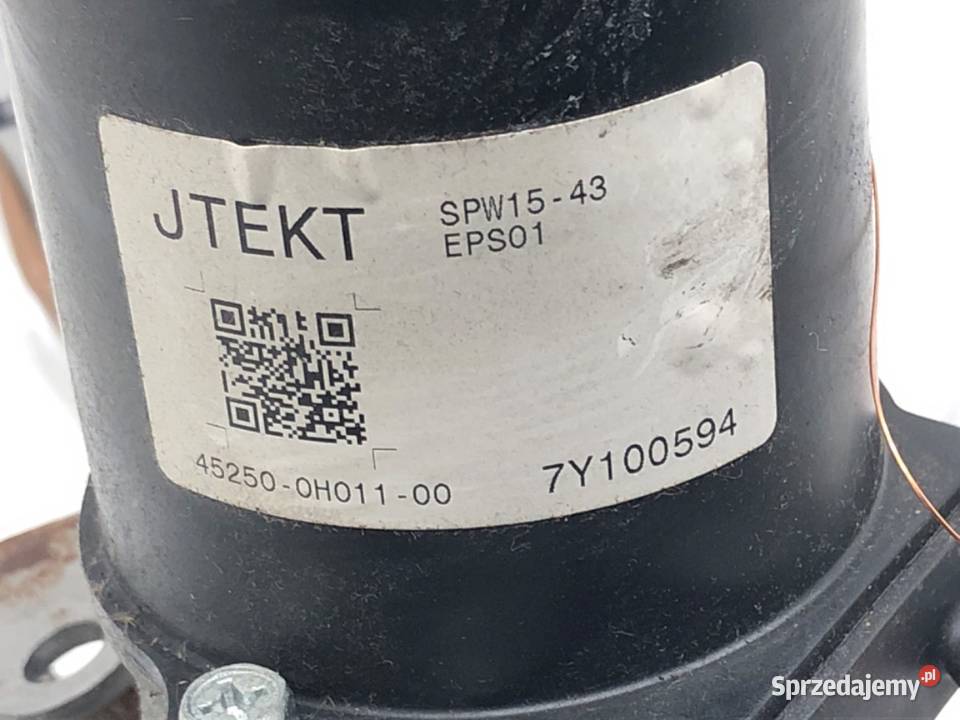 JTEKT
SPW15-43
EPS01
45250-0H011-00
7Y100594
Sprzedajemy.pl